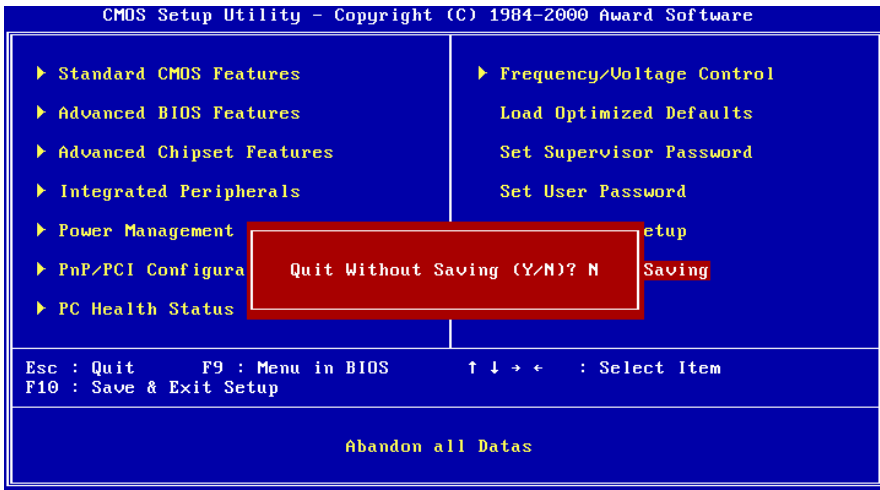 CMOS Setup Utility - Copyright (C) 1984-2000 Award Software
Standard CMOS Features
Advanced BIOS Features
Advanced Chipset Features
Integrated Peripherals
Power Management
PnP/PCI Configura
PC Health Status
Frequency/Voltage Control
Load Optimized Defaults
Set Supervisor Password
Set User Password
etup
Saving
Quit Without Saving (Y/N)? N
Esc : Quit F9 : Menu in BIOS ↑ ↓ → ← : Select Item
F10 : Save & Exit Setup
Abandon all Datas